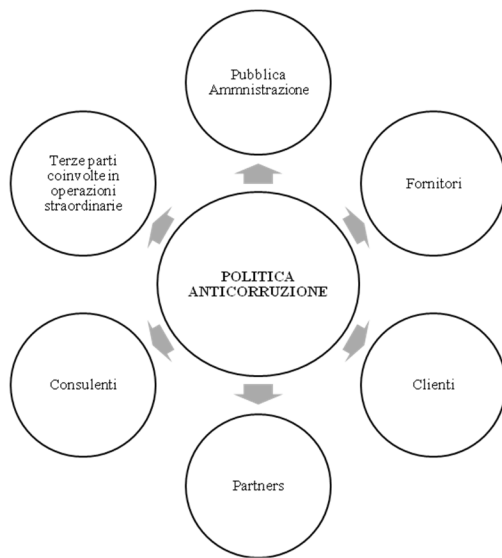 Pubblica
Ammnistrazione
Terze parti
coinvolte in
operazioni
straordinarie
Fornitori
POLITICA
ANTICORRUZIONE
Consulenti
Clienti
Partners